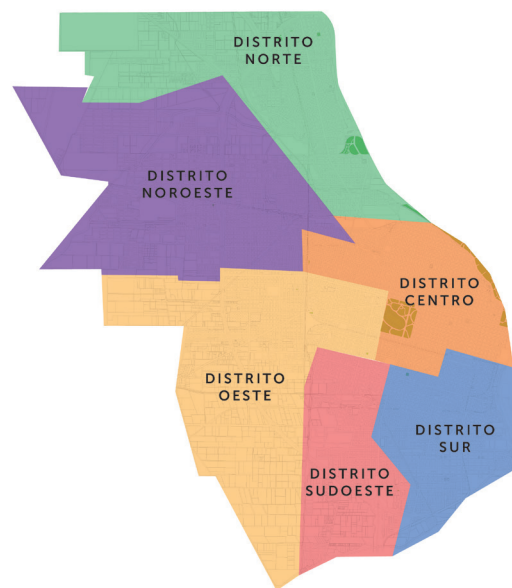 DISTRITO
NORTE
DISTRITO
NOROESTE
DISTRITO
CENTRO
DISTRITO
OESTE
DISTRITO
SUR
DISTRITO
SUDOESTE